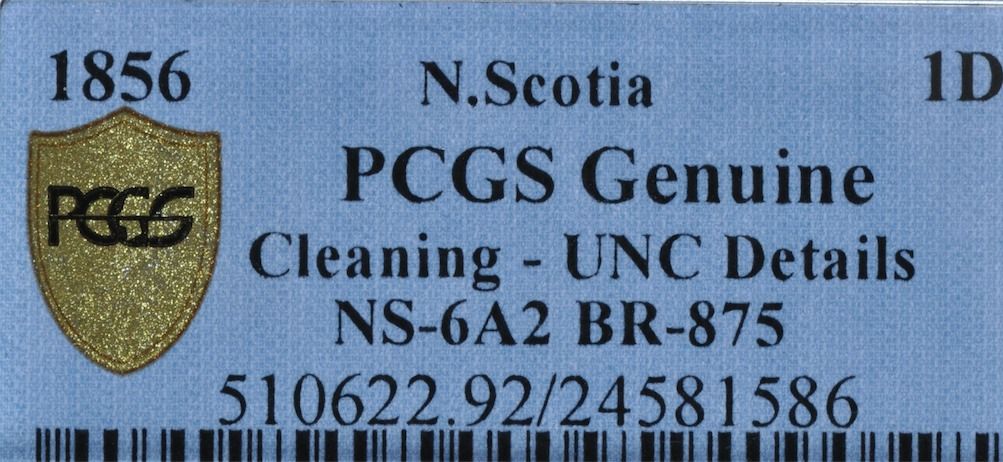 1856 N.Scotia 1D
PCGS Genuine
PCGS
Cleaning - UNC Details
NS-6A2 BR-875
510622.92/24581586